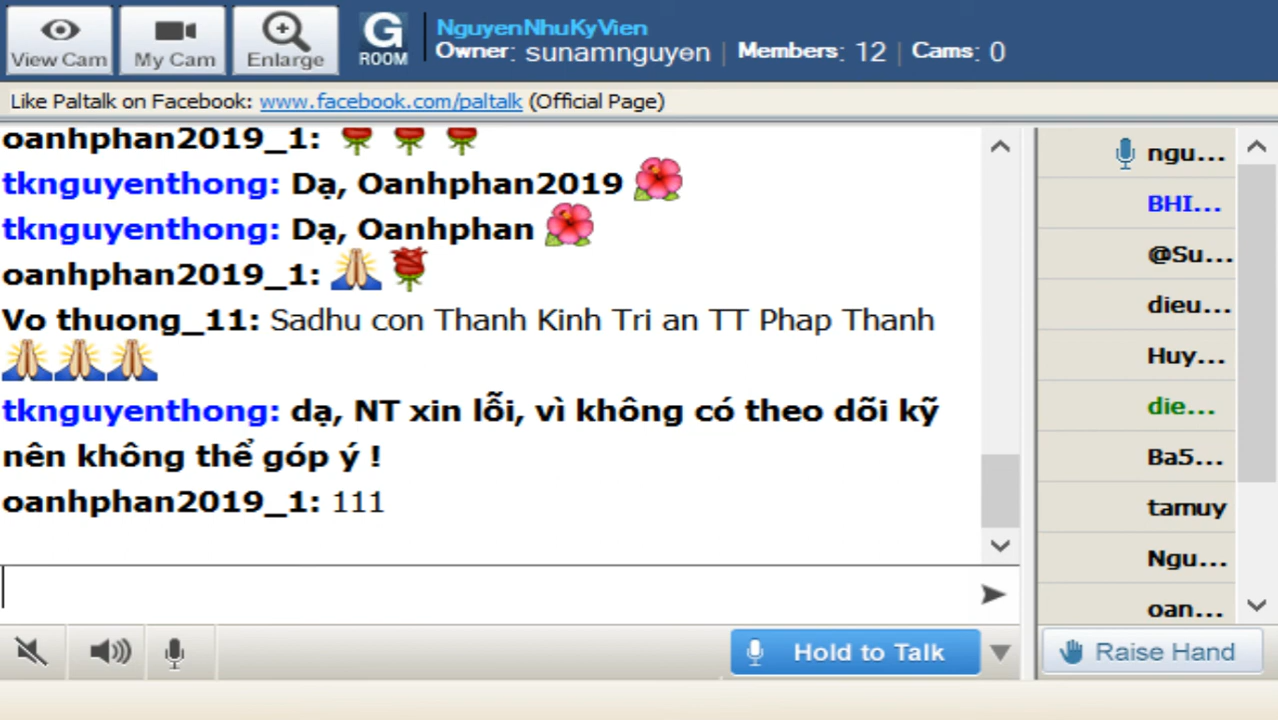 View Cam
My Cam
Enlarge
G
ROOM
NguyenNhuKyVien
Owner: sunamnguyen | Members: 12 | Cams: 0
Like Paltalk on Facebook: www.facebook.com/paltalk (Official Page)
oanhphan2019_1:
tknguyenthong: Dạ, Oanhphan2019
tknguyenthong: Dạ, Oanhphan
oanhphan2019_1:
Vo thuong_11: Sadhu con Thanh Kinh Tri an TT Phap Thanh
tknguyenthong: dạ, NT xin lỗi, vì không có theo dõi kỹ
nên không thể góp ý !
oanhphan2019_1: 111
ngu...
BHI...
@Su...
dieu...
Huy...
die...
Ba5...
tamuy
Ngu...
oan...
Hold to Talk
Raise Hand